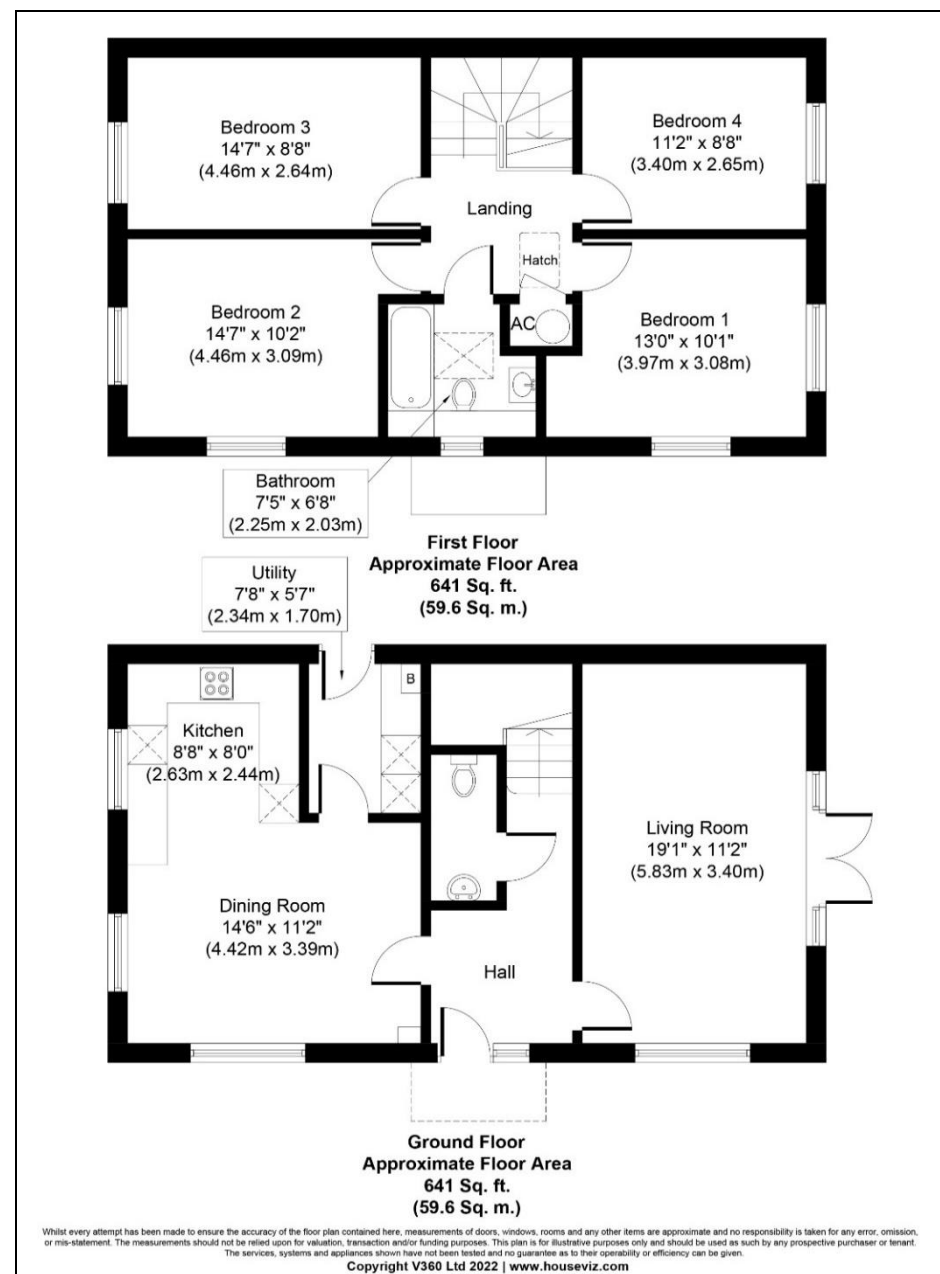 Bedroom 3
14'7" x 8'8"
(4.46m x 2.64m)
Bedroom 4
11'2" x 8'8"
(3.40m x 2.65m)
Landing
Hatch
Bedroom 2
14'7" x 10'2"
(4.46m x 3.09m)
AC
Bedroom 1
13'0" x 10'1"
(3.97m x 3.08m)
Bathroom
7'5" x 6'8"
(2.25m x 2.03m)
First Floor
Approximate Floor Area
641 Sq. ft.
(59.6 Sq. m.)
Utility
7'8" x 5'7"
(2.34m x 1.70m)
B
Kitchen
8'8" x 8'0"
(2.63m x 2.44m)
Living Room
19'1" x 11'2"
(5.83m x 3.40m)
Dining Room
14'6" x 11'2"
(4.42m x 3.39m)
Hall
Ground Floor
Approximate Floor Area
641 Sq. ft.
(59.6 Sq. m.)
Whilst every attempt has been made to ensure the accuracy of the floor plan contained here, measurements of doors, windows, rooms and any other items are approximate and no responsibility is taken for any error, omission,
or mis-statement. The measurements should not be relied upon for valuation, transaction and/or funding purposes. This plan is for illustrative purposes only and should be used as such by any prospective purchaser or tenant.
The services, systems and appliances shown have not been tested and no guarantee as to their operability or efficiency can be given.
Copyright V360 Ltd 2022 | www.houseviz.com